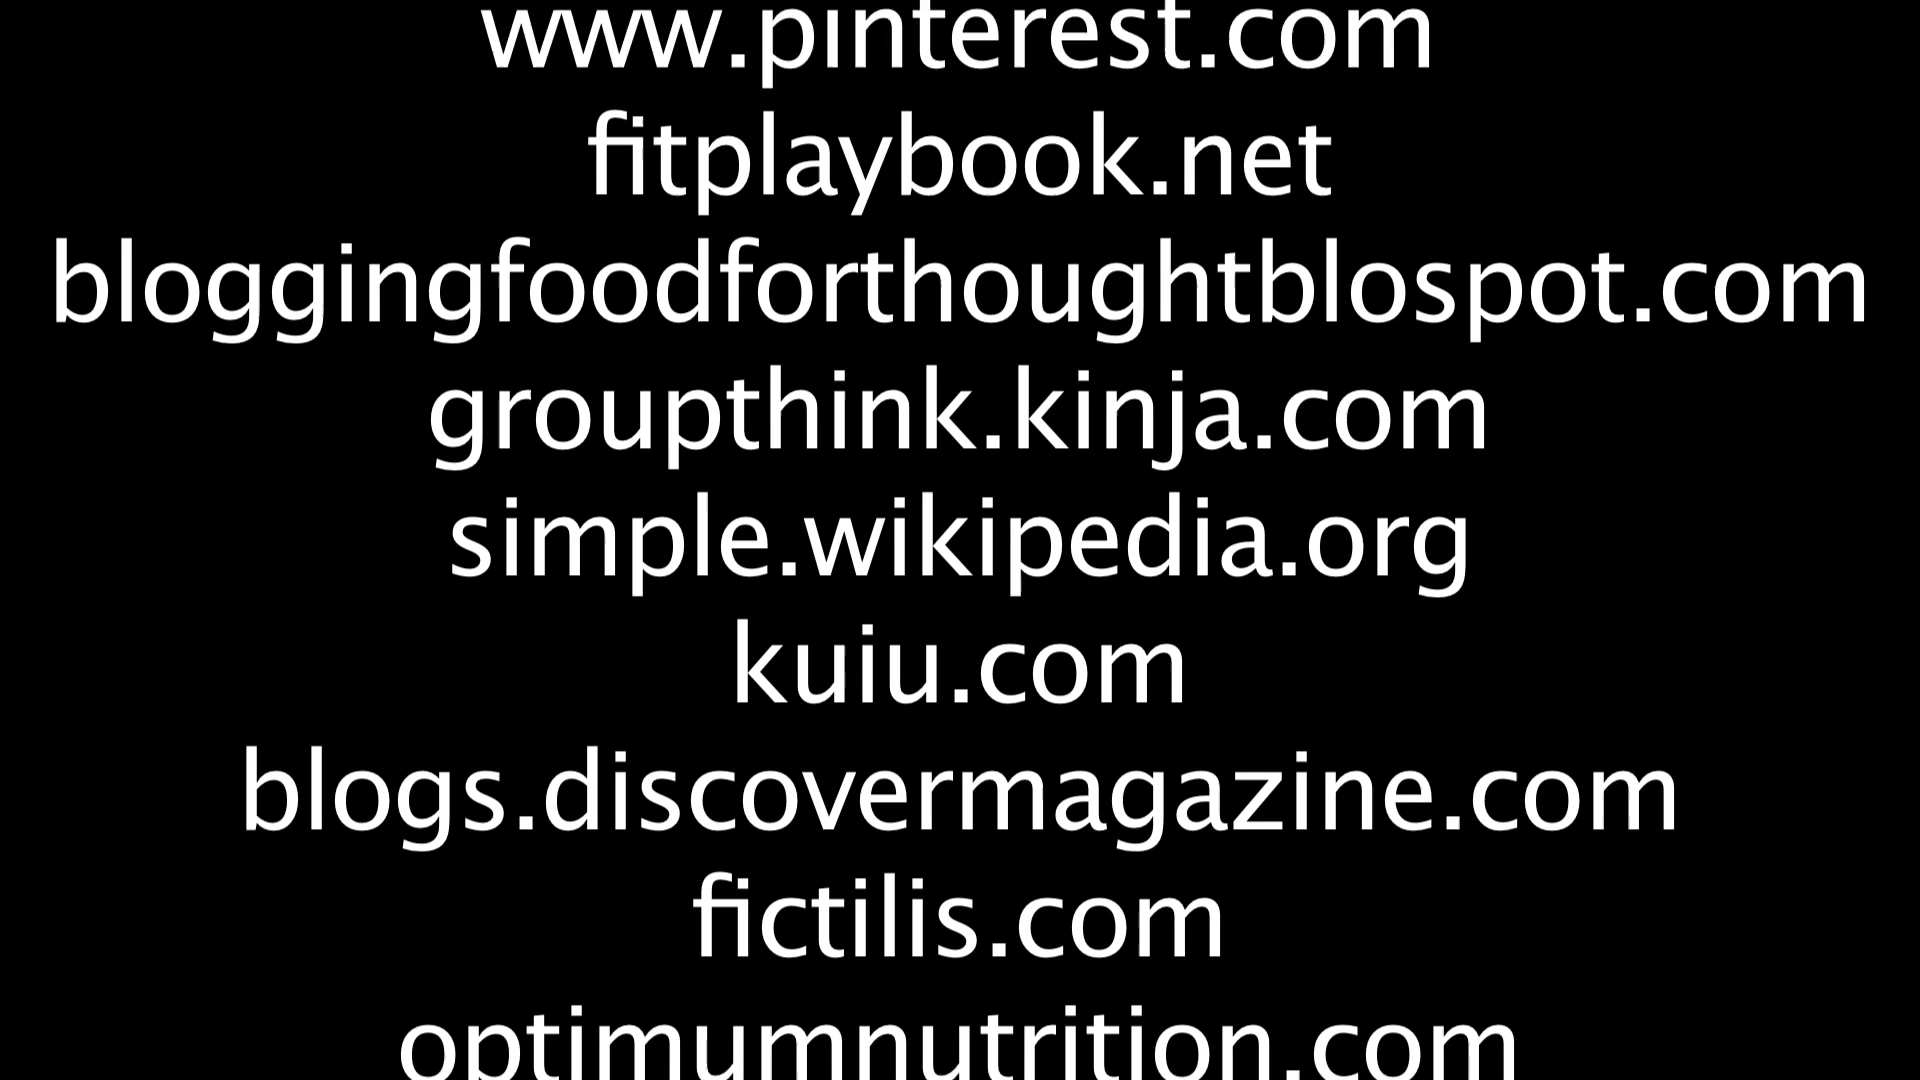 www.pinterest.com
fitplaybook.net
bloggingfoodforthoughtblospot.com
groupthink.kinja.com
simple.wikipedia.org
kuiu.com
blogs.discovermagazine.com
fictilis.com
optimumnutrition.com